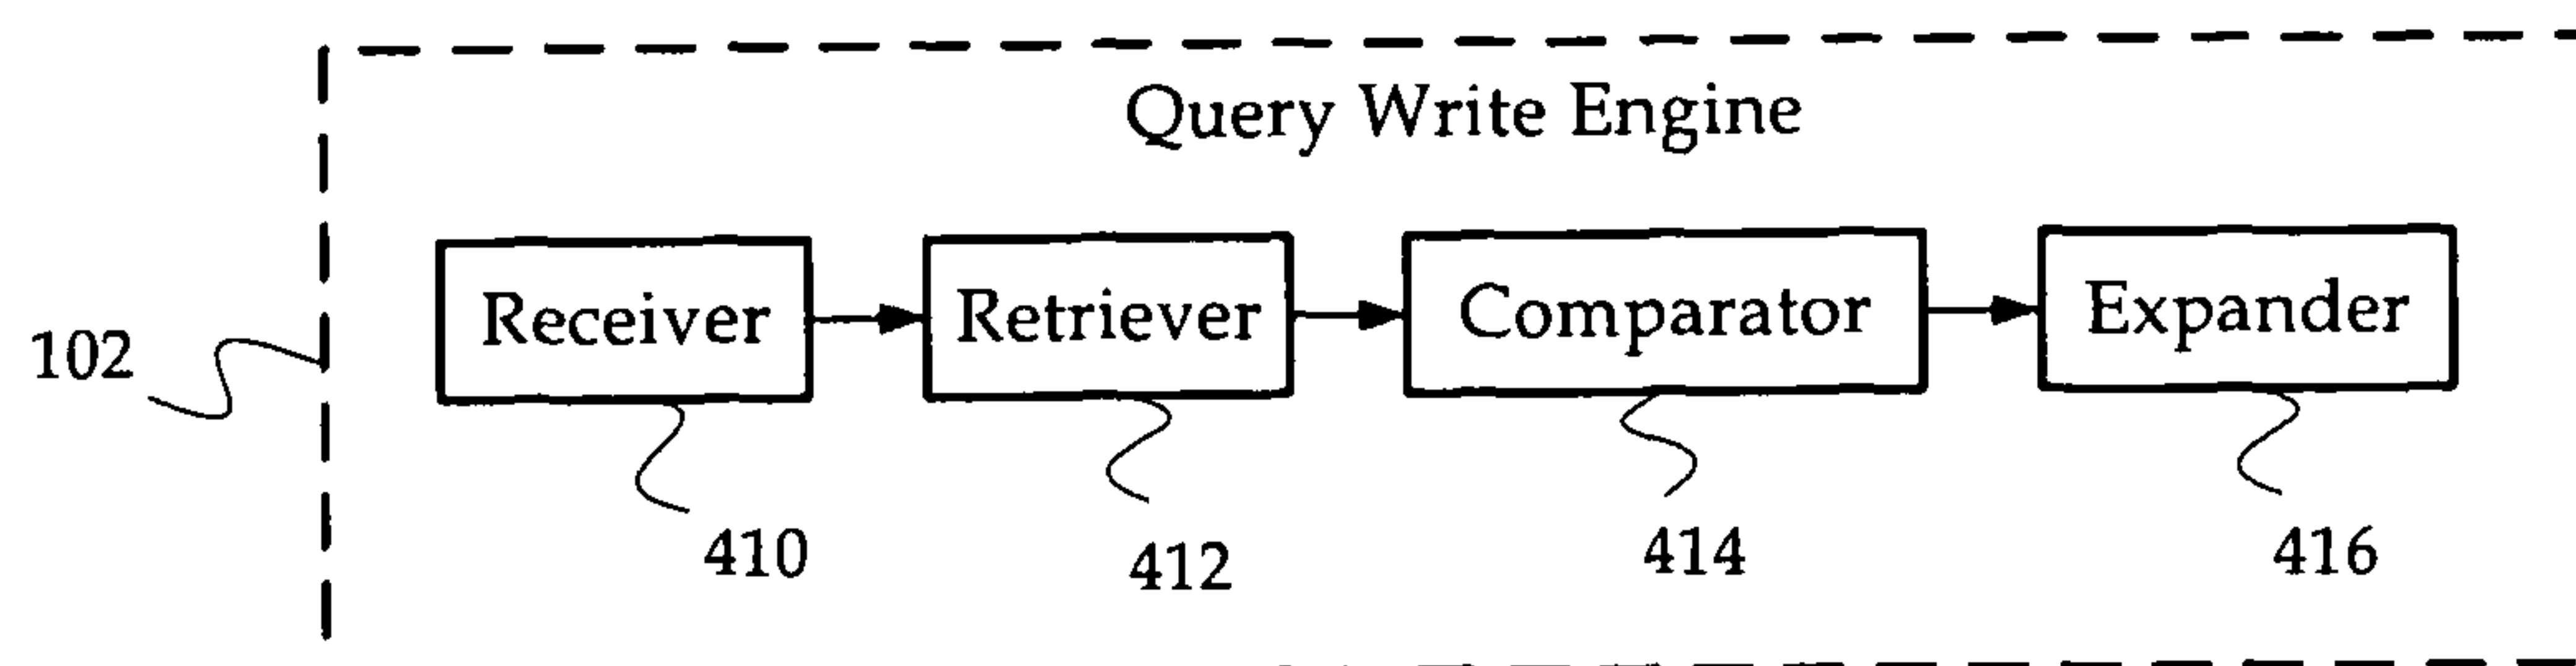 Query Write Engine
Receiver
Retriever
Comparator
Expander
102
410
412
414
416